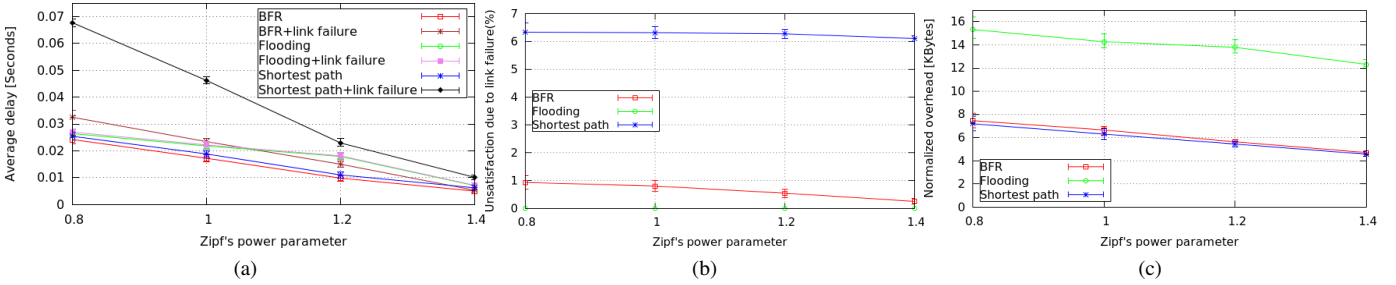 Average delay [Seconds]
0.07
0.06
0.05
0.04
0.03
0.02
0.01
0
0.8
1
1.2
1.4
Zipf's power parameter
BFR
BFR+link failure
Flooding
Flooding+link failure
Shortest path
Shortest path+link failure
(a)
Unsatisfaction due to link failure(%)
7
6
5
4
3
2
1
0
0.8
1
1.2
1.4
Zipf's power parameter
BFR
Flooding
Shortest path
(b)
Normalized overhead [KBytes]
16
14
12
10
8
6
4
2
0
0.8
1
1.2
1.4
Zipf's power parameter
BFR
Flooding
Shortest path
(c)